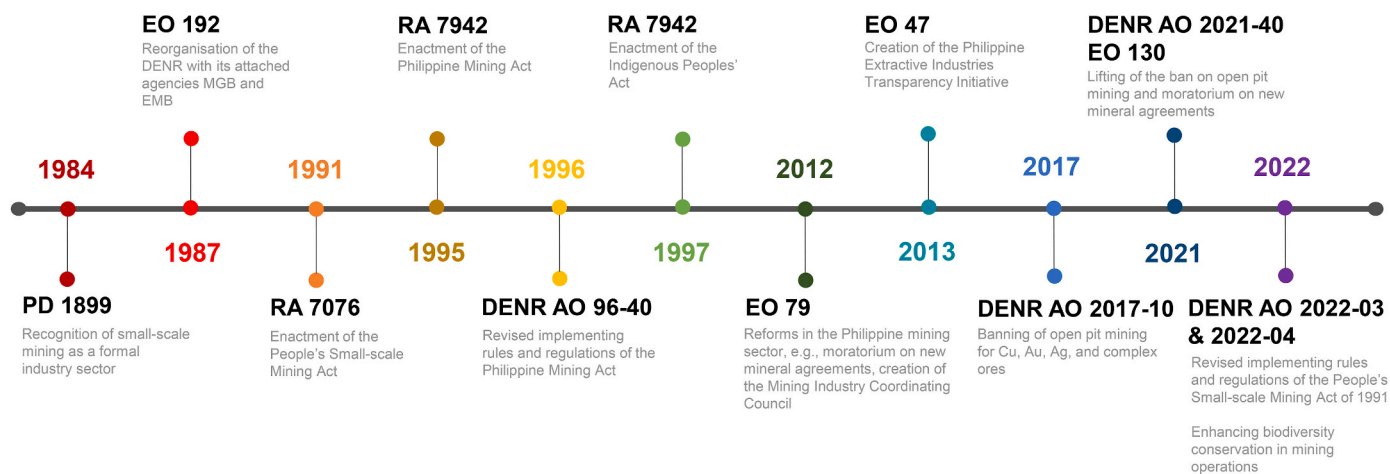 EO 192
Reorganisation of the
DENR with its attached
agencies MGB and
EMB
RA 7942
Enactment of the
Philippine Mining Act
RA 7942
Enactment of the
Indigenous Peoples'
Act
EO 47
Creation of the Philippine
Extractive Industries
Transparency Initiative
DENR AO 2021-40
EO 130
Lifting of the ban on open pit
mining and moratorium on new
mineral agreements
1984
1991
1996
2012
2017
2022
1987
1995
1997
2013
2021
PD 1899
Recognition of small-scale
mining as a formal
industry sector
RA 7076
Enactment of the
People's Small-scale
Mining Act
DENR AO 96-40
Revised implementing
rules and regulations of the
Philippine Mining Act
EO 79
Reforms in the Philippine mining
sector, e.g., moratorium on new
mineral agreements, creation of
the Mining Industry Coordinating
Council
DENR AO 2017-10
Banning of open pit mining
for Cu, Au, Ag, and complex
ores
DENR AO 2022-03
& 2022-04
Revised implementing rules
and regulations of the People's
Small-scale Mining Act of 1991
Enhancing biodiversity
conservation in mining
operations